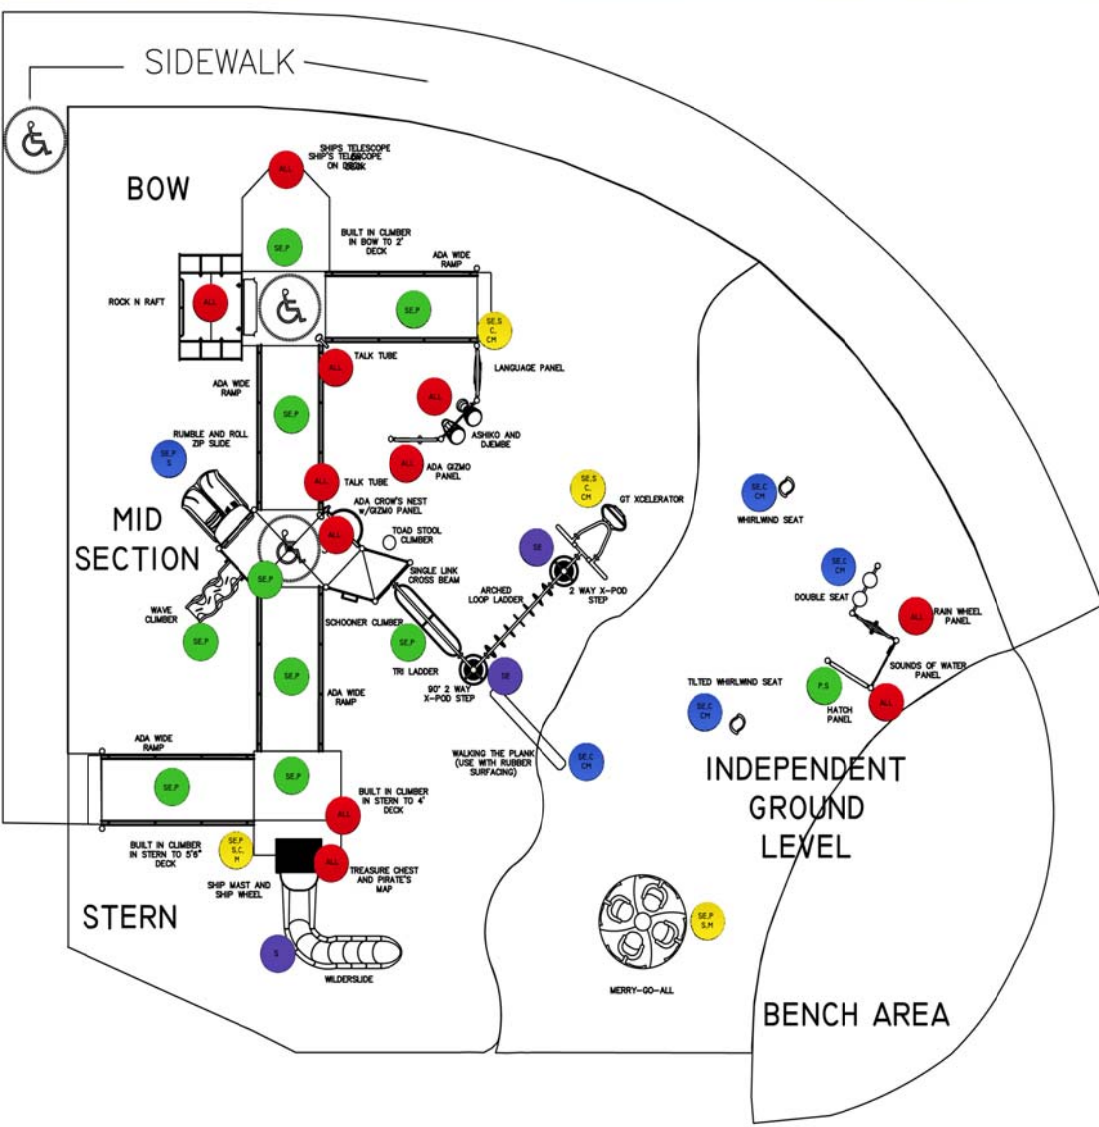 SIDEWALK
BOW
SHIPS TELESCOPE
SHIP'S TELESCOPE
ON DECK
ALL
SE,P
BUILT IN CLIMBER
IN BOW TO 2'
DECK
ADA WIDE
RAMP
ROCK N RAFT
ALL
SE,P
SE,S
C,
CM
TALK TUBE
ALL
LANGUAGE PANEL
ADA WIDE
RAMP
SE,P
ALL
ASHIKO AND
DJEMBE
RUMBLE AND ROLL
ZIP SLIDE
SE,P
S
ALL
ADA GIZMO
PANEL
ALL
TALK TUBE
SE,S
C,
CM
GT XCELERATOR
SE,C
CM
WHIRLWIND SEAT
MID
SECTION
ADA CROW'S NEST
w/GIZMO PANEL
ALL
TOAD STOOL
CLIMBER
SE
SE,P
SINGLE LINK
CROSS BEAM
ARCHED
LOOP LADDER
2 WAY X-POD
STEP
SE,C
CM
DOUBLE SEAT
WAVE
CLIMBER
SE,P
SCHOONER CLIMBER
SE,P
ALL
RAIN WHEEL
PANEL
TRI LADDER
SE,P
SE
90° 2 WAY
X-POD STEP
ADA WIDE
RAMP
SOUNDS OF WATER
PANEL
TILTED WHIRLWIND SEAT
SE,C
CM
P,S
HATCH
PANEL
ALL
ADA WIDE
RAMP
SE,P
SE,P
WALKING THE PLANK
(USE WITH RUBBER
SURFACING)
SE,C
CM
INDEPENDENT
GROUND
LEVEL
BUILT IN CLIMBER
IN STERN TO 4'
DECK
ALL
BUILT IN CLIMBER
IN STERN TO 5'6"
DECK
SE,P
S,C,
M
ALL
TREASURE CHEST
AND PIRATE'S
MAP
SHIP MAST AND
SHIP WHEEL
STERN
S
WILDERSLIDE
SE,P
S,M
MERRY-GO-ALL
BENCH AREA